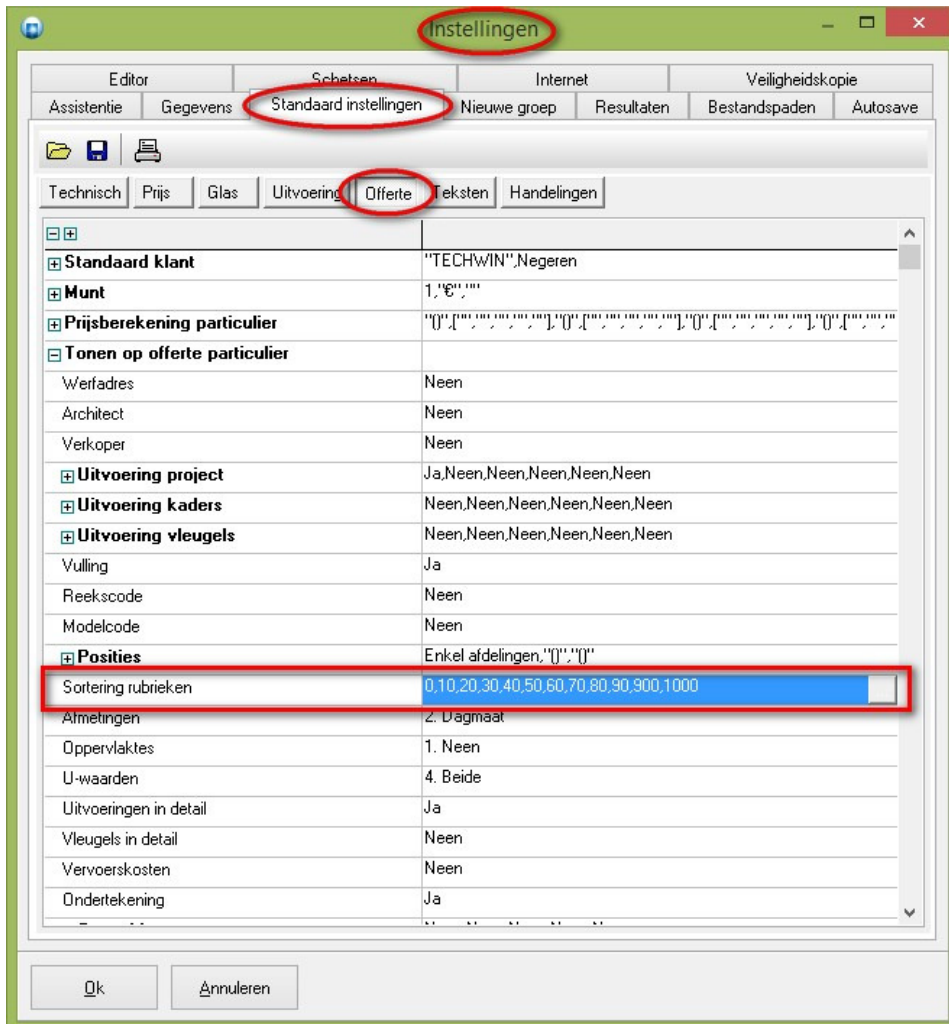 Instellingen
Editor Schetsen Internet Veiligheidskopie
Assistentie Gegevens Standaard instellingen Nieuwe groep Resultaten Bestandspaden Autosave
Technisch Prijs Glas Uitvoering Offerte Teksten Handelingen
Standaard klant "TECHWIN",Negeren
Munt 1,"€",""
Prijsberekening particulier "()",["","","","",""],"()",["","","","",""],"()",["","","","",""],"()",["","",""
Tonen op offerte particulier
Werfadres Neen
Architect Neen
Verkoper Neen
Uitvoering project Ja,Neen,Neen,Neen,Neen,Neen
Uitvoering kaders Neen,Neen,Neen,Neen,Neen,Neen
Uitvoering vleugels Neen,Neen,Neen,Neen,Neen,Neen
Vulling Ja
Reekscode Neen
Modelcode Neen
Posities Enkel afdelingen,"()","()"
Sortering rubrieken 0,10,20,30,40,50,60,70,80,90,900,1000
Afmetingen 2. Dagmaat
Oppervlaktes 1. Neen
U-waarden 4. Beide
Uitvoeringen in detail Ja
Vleugels in detail Neen
Vervoerskosten Neen
Ondertekening Ja
Ok Annuleren